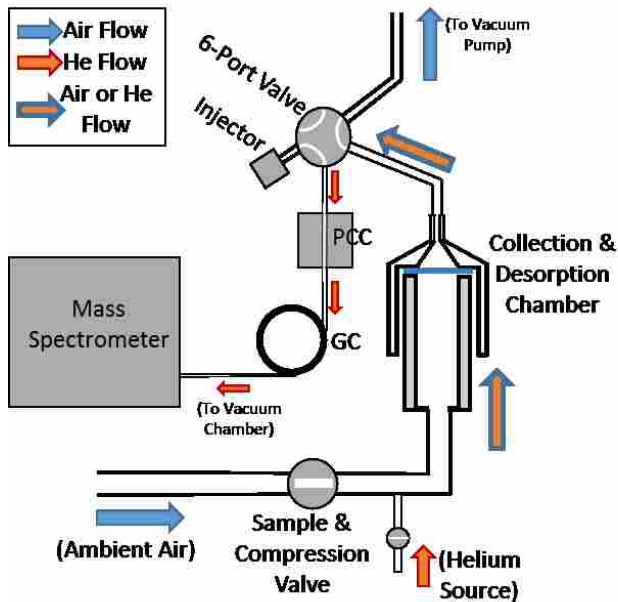 Air Flow
He Flow
Air or He
Flow
(To Vacuum
Pump)
6-Port Valve
Injector
PCC
Collection &
Desorption
Chamber
Mass
Spectrometer
GC
(To Vacuum
Chamber)
(Ambient Air)
Sample &
Compression
Valve
(Helium
Source)